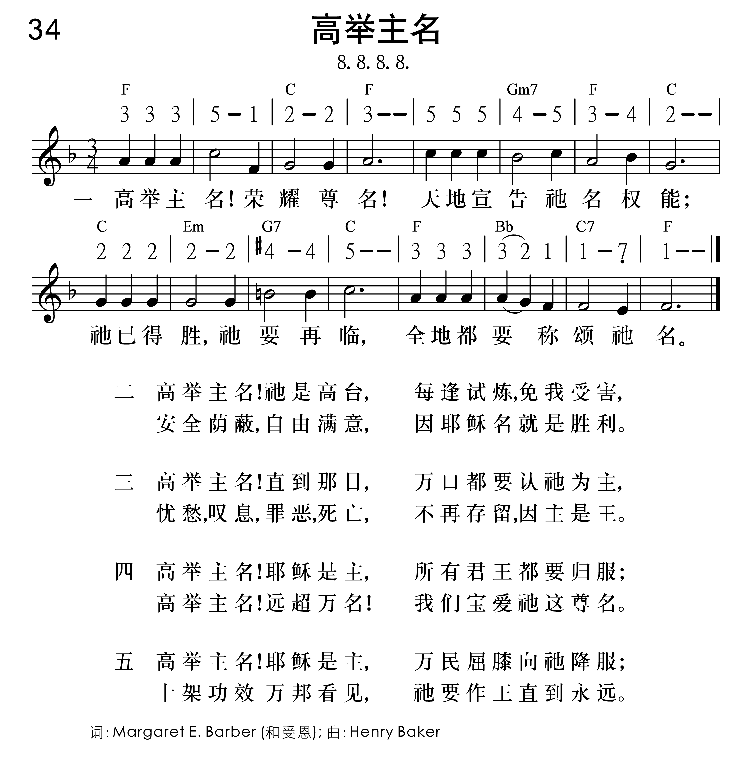 34 高举主名
8. 8. 8. 8.
F C F Gm7 F C
3 3 3 | 5 – 1 | 2 – 2 | 3 – – | 5 5 5 | 4 – 5 | 3 – 4 | 2 – – |
3/4
一 高举主名!荣耀尊名! 天地宣告祂名权能;
C Em G7 C F Bb C7 F
2 2 2 | 2 – 2 | #4 – 4 | 5 – – | 3 3 3 | 3 2 1 | 1 – 7̣ | 1 – – ‖
祂已得胜,祂要再临, 全地都要称颂祂名。
二 高举主名!祂是高台, 每逢试炼,免我受害,
安全荫蔽,自由满意, 因耶稣名就是胜利。
三 高举主名!直到那日, 万口都要认祂为主,
忧愁,叹息,罪恶,死亡, 不再存留,因主是王。
四 高举主名!耶稣是主, 所有君王都要归服;
高举主名!远超万名! 我们宝爱祂这尊名。
五 高举主名!耶稣是主, 万民屈膝向祂降服;
十架功效 万邦看见, 祂要作王直到永远。
词: Margaret E. Barber (和受恩); 曲: Henry Baker